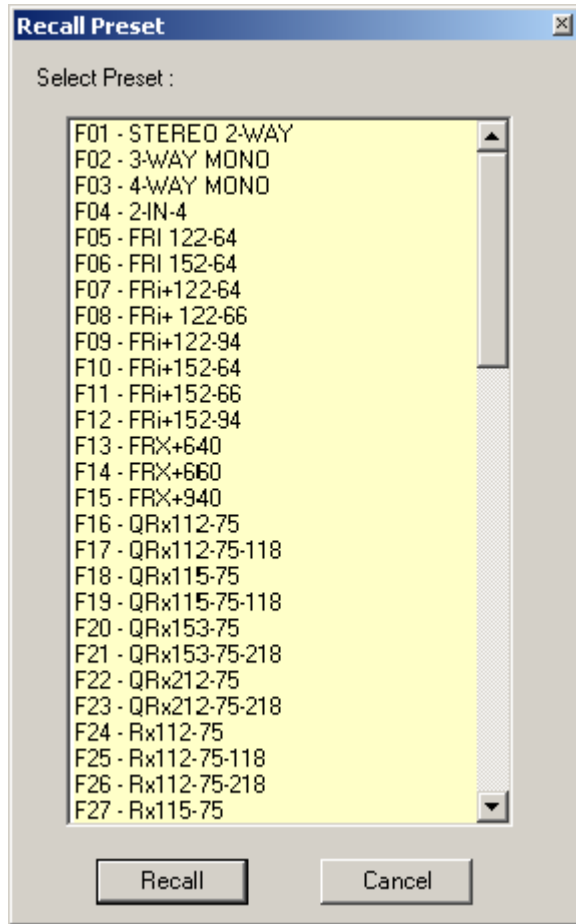 Recall Preset
Select Preset :
F01 - STEREO 2-WAY
F02 - 3-WAY MONO
F03 - 4-WAY MONO
F04 - 2-IN-4
F05 - FRI 122-64
F06 - FRI 152-64
F07 - FRi+122-64
F08 - FRi+ 122-66
F09 - FRi+122-94
F10 - FRi+152-64
F11 - FRi+152-66
F12 - FRi+152-94
F13 - FRX+640
F14 - FRX+660
F15 - FRX+940
F16 - QRx112-75
F17 - QRx112-75-118
F18 - QRx115-75
F19 - QRx115-75-118
F20 - QRx153-75
F21 - QRx153-75-218
F22 - QRx212-75
F23 - QRx212-75-218
F24 - Rx112-75
F25 - Rx112-75-118
F26 - Rx112-75-218
F27 - Rx115-75
Recall Cancel